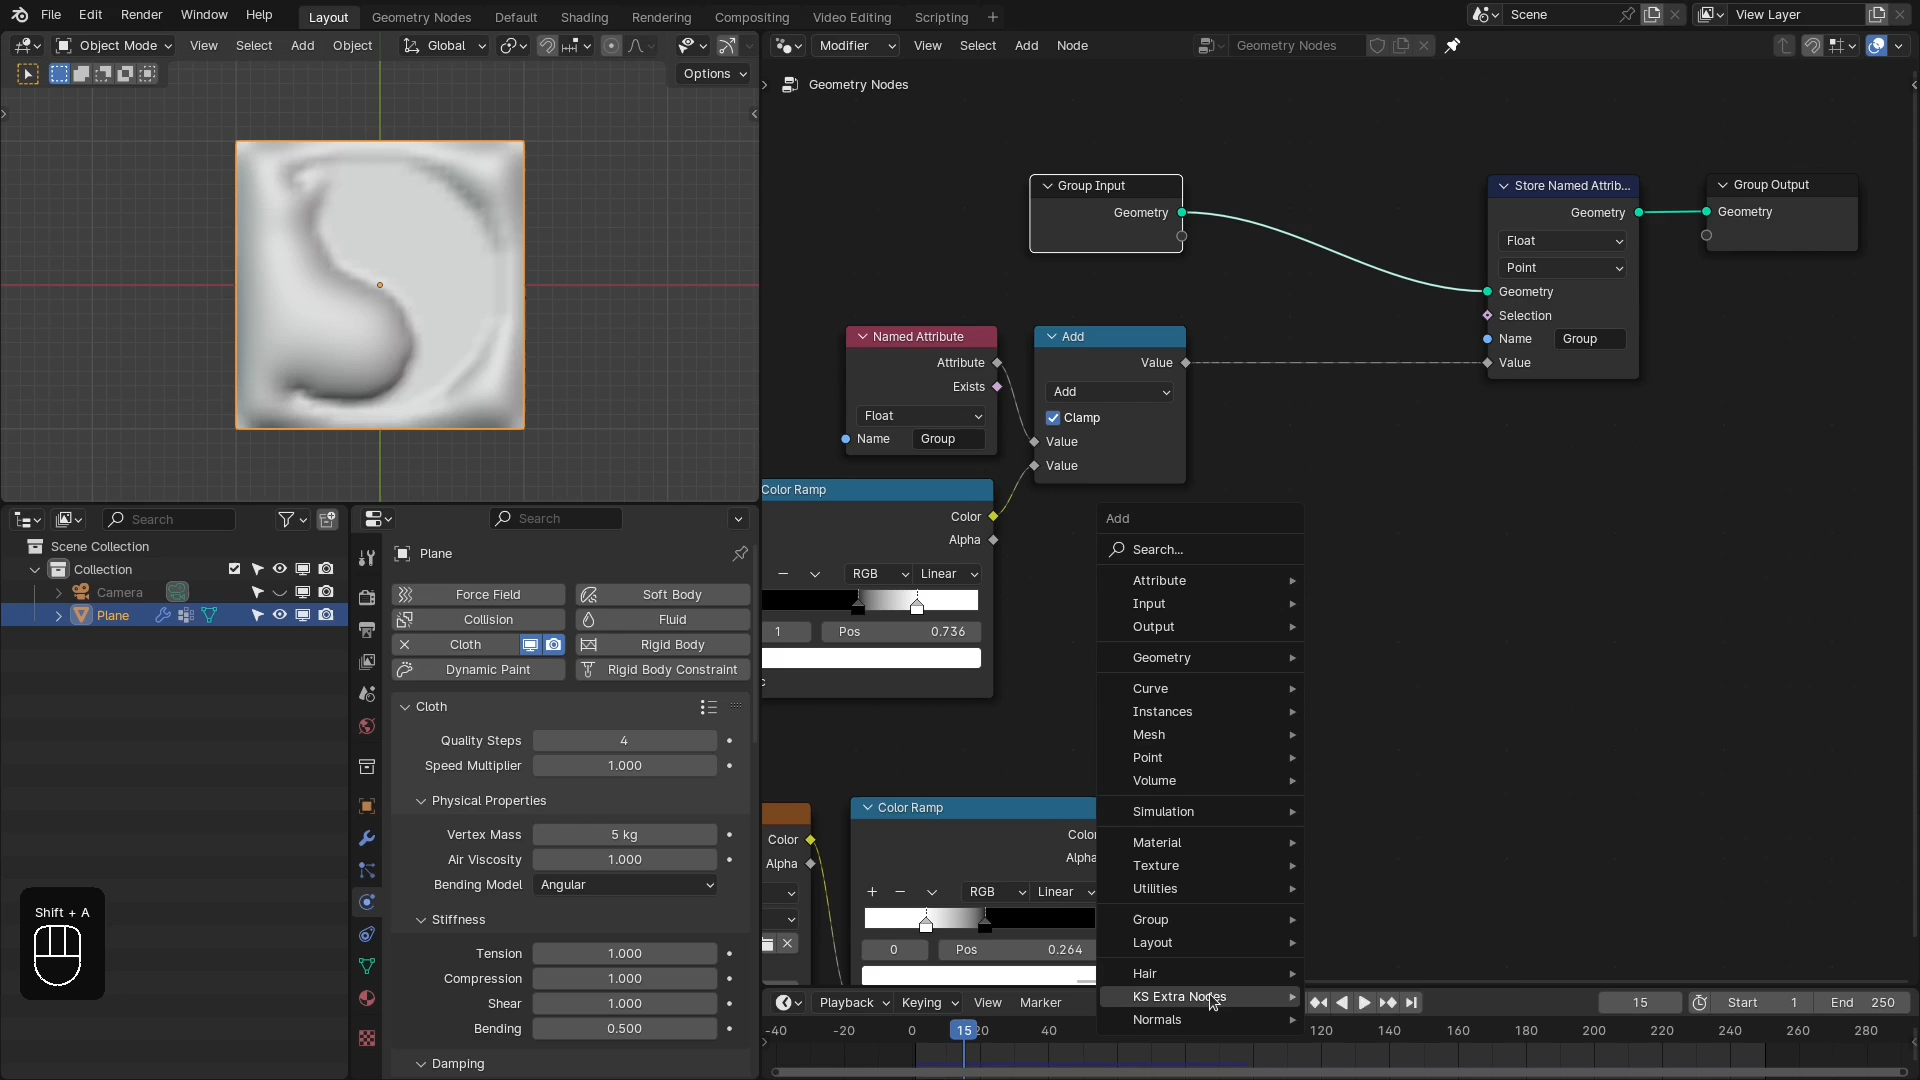 File Edit Render Window Help Layout Geometry Nodes Default Shading Rendering Compositing Video Editing Scripting + Scene View Layer
Object Mode View Select Add Object Global
Options
Modifier View Select Add Node Geometry Nodes
Geometry Nodes
Group Input
Geometry
Store Named Attrib...
Geometry
Float
Point
Geometry
Selection
Name Group
Value
Group Output
Geometry
Named Attribute
Attribute
Exists
Float
Name Group
Add
Value
Add
Clamp
Value
Value
Color Ramp
Color
Alpha
RGB Linear
1 Pos 0.736
Color
Alpha
Color Ramp
Color
Alpha
RGB Linear
0 Pos 0.264
Add
Search...
Attribute
Input
Output
Geometry
Curve
Instances
Mesh
Point
Volume
Simulation
Material
Texture
Utilities
Group
Layout
Hair
KS Extra Nodes
Normals
Search
Scene Collection
Collection
Camera
Plane
Shift + A
Search
Plane
Force Field Soft Body
Collision Fluid
Cloth Rigid Body
Dynamic Paint Rigid Body Constraint
Cloth
Quality Steps 4
Speed Multiplier 1.000
Physical Properties
Vertex Mass 5 kg
Air Viscosity 1.000
Bending Model Angular
Stiffness
Tension 1.000
Compression 1.000
Shear 1.000
Bending 0.500
Damping
Playback Keying View Marker 15 Start 1 End 250
-40 -20 0 15 20 40 120 140 160 180 200 220 240 260 280